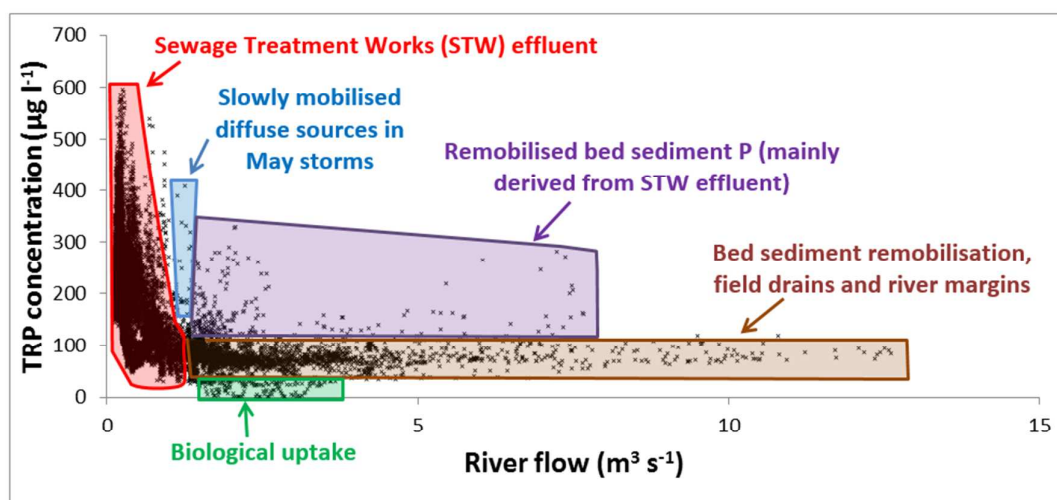 700
600
500
400
300
200
100
0
TRP concentration (µg l⁻¹)
Sewage Treatment Works (STW) effluent
Slowly mobilised
diffuse sources in
May storms
Remobilised bed sediment P (mainly
derived from STW effluent)
Bed sediment remobilisation,
field drains and river margins
Biological uptake
0 5 10 15
River flow (m³ s⁻¹)